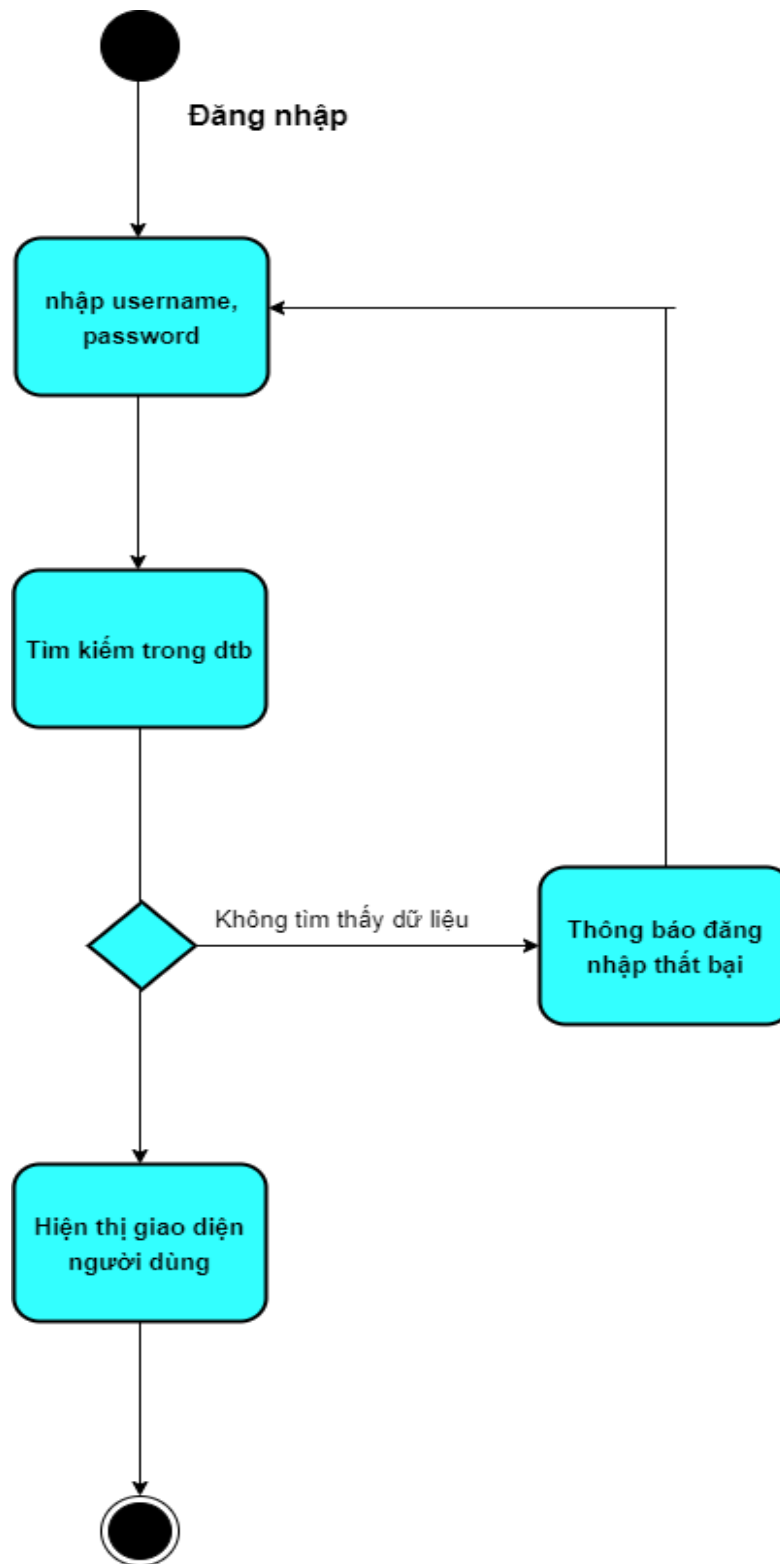 Đăng nhập
nhập username,
password
Tìm kiếm trong dtb
Không tìm thấy dữ liệu
Thông báo đăng
nhập thất bại
Hiện thị giao diện
người dùng